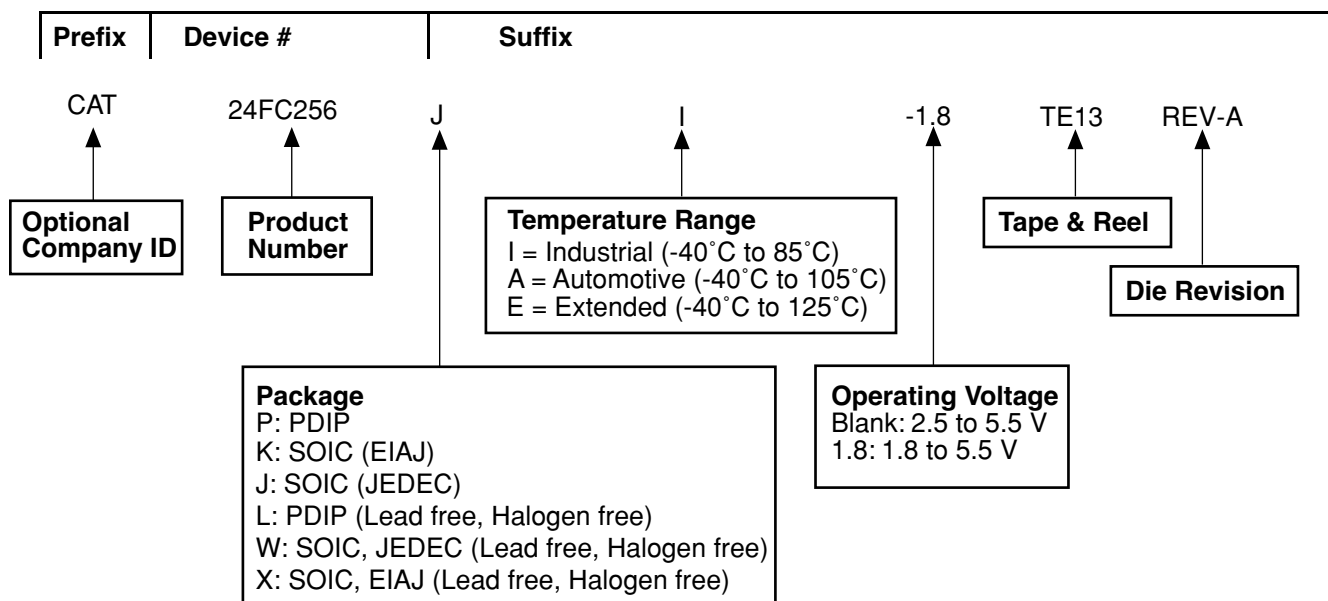 Prefix Device # Suffix
CAT 24FC256 J I -1.8 TE13 REV-A
Optional
Company ID
Product
Number
Temperature Range
I = Industrial (-40˚C to 85˚C)
A = Automotive (-40˚C to 105˚C)
E = Extended (-40˚C to 125˚C)
Tape & Reel
Die Revision
Package
P: PDIP
K: SOIC (EIAJ)
J: SOIC (JEDEC)
L: PDIP (Lead free, Halogen free)
W: SOIC, JEDEC (Lead free, Halogen free)
X: SOIC, EIAJ (Lead free, Halogen free)
Operating Voltage
Blank: 2.5 to 5.5 V
1.8: 1.8 to 5.5 V